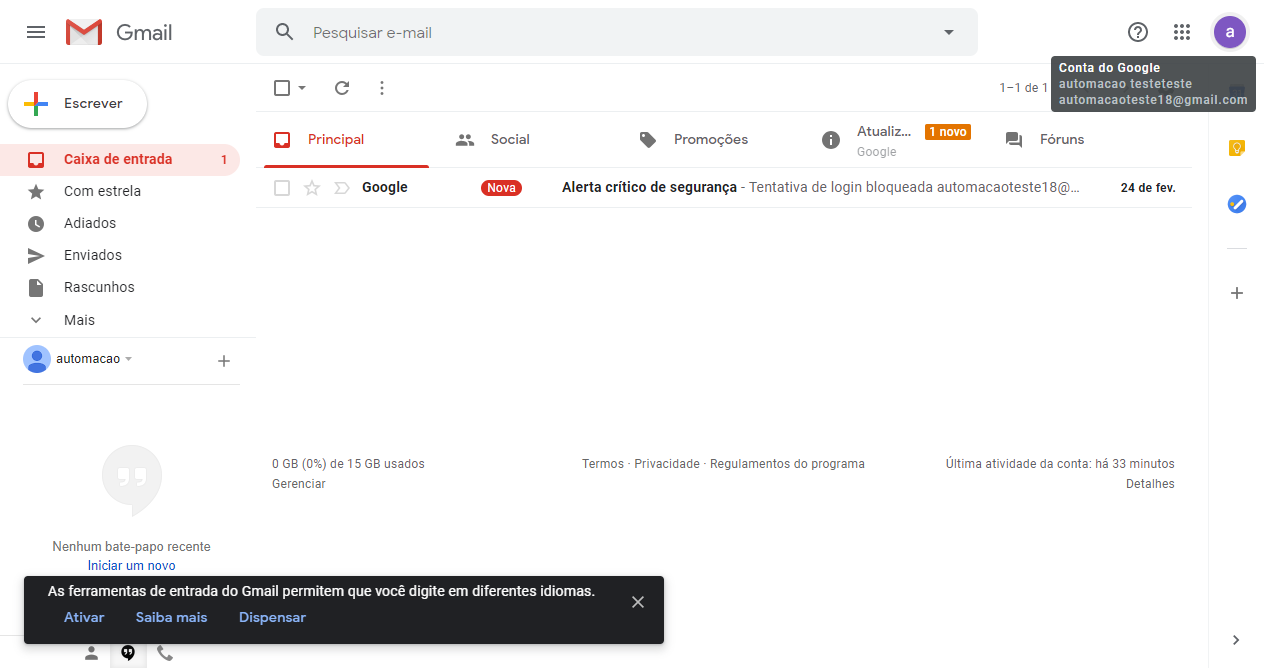 Gmail
Pesquisar e-mail
a
Conta do Google
automacao testeteste
automacaoteste18@gmail.com
Escrever
1–1 de 1
Principal
Social
Promoções
Atualiz...
1 novo
Google
Fóruns
Caixa de entrada 1
Google Nova Alerta crítico de segurança - Tentativa de login bloqueada automacaoteste18@... 24 de fev.
Com estrela
Adiados
Enviados
Rascunhos
Mais
automacao
0 GB (0%) de 15 GB usados
Gerenciar
Termos · Privacidade · Regulamentos do programa
Última atividade da conta: há 33 minutos
Detalhes
Nenhum bate-papo recente
Iniciar um novo
As ferramentas de entrada do Gmail permitem que você digite em diferentes idiomas.
Ativar Saiba mais Dispensar